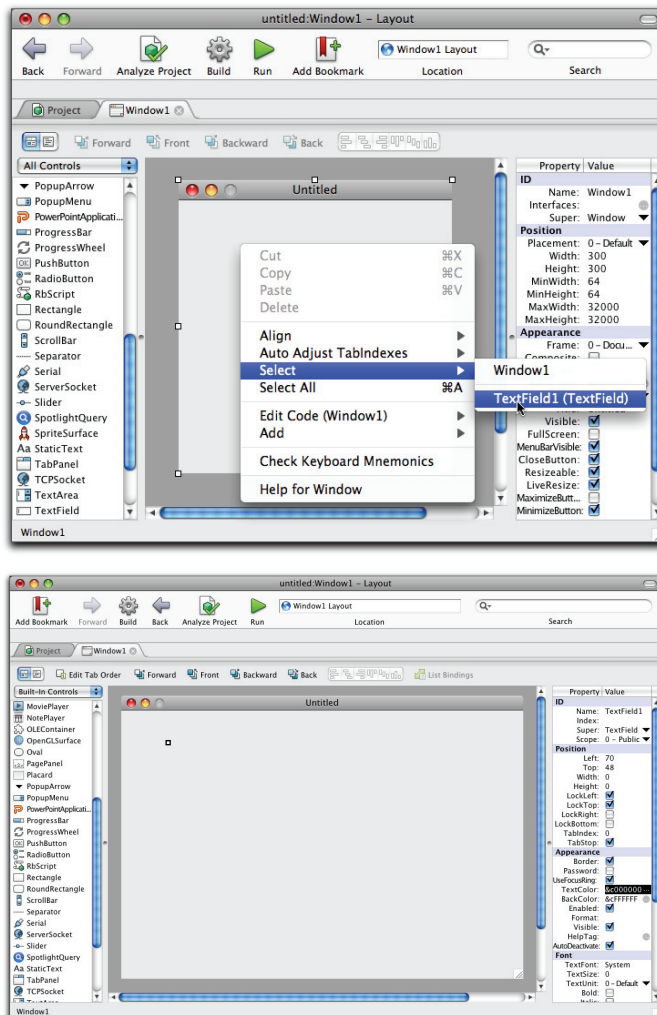 untitled:Window1 – Layout
Back Forward Analyze Project Build Run Add Bookmark Window1 Layout Location Search
Project Window1
Forward Front Backward Back
All Controls
PopupArrow
PopupMenu
PowerPointApplicati...
ProgressBar
ProgressWheel
PushButton
RadioButton
RbScript
Rectangle
RoundRectangle
ScrollBar
Separator
Serial
ServerSocket
Slider
SpotlightQuery
SpriteSurface
Aa StaticText
TabPanel
TCPSocket
TextArea
TextField
Untitled
Cut ⌘X
Copy ⌘C
Paste ⌘V
Delete
Align
Auto Adjust TabIndexes
Select
Select All ⌘A
Edit Code (Window1)
Add
Check Keyboard Mnemonics
Help for Window
Window1
TextField1 (TextField)
Property Value
ID
Name: Window1
Interfaces:
Super: Window
Position
Placement: 0 – Default
Width: 300
Height: 300
MinWidth: 64
MinHeight: 64
MaxWidth: 32000
MaxHeight: 32000
Appearance
Frame: 0 – Docu...
Composite:
Visible:
FullScreen:
MenuBarVisible:
CloseButton:
Resizeable:
LiveResize:
MaximizeButt...
MinimizeButton:
Window1
untitled:Window1 – Layout
Add Bookmark Forward Build Back Analyze Project Run Window1 Layout Location Search
Project Window1
Edit Tab Order Forward Front Backward Back List Bindings
Built-In Controls
MoviePlayer
NotePlayer
OLEContainer
OpenGLSurface
Oval
PagePanel
Placard
PopupArrow
PopupMenu
PowerPointApplicati...
ProgressBar
ProgressWheel
PushButton
RadioButton
RbScript
Rectangle
RoundRectangle
ScrollBar
Separator
Serial
ServerSocket
Slider
SpotlightQuery
Aa StaticText
TabPanel
TCPSocket
Untitled
Property Value
ID
Name: TextField1
Index:
Super: TextField
Scope: 0 – Public
Position
Left: 70
Top: 48
Width: 0
Height: 0
LockLeft:
LockTop:
LockRight:
LockBottom:
TabIndex: 0
TabStop:
Appearance
Border:
Password:
UseFocusRing:
TextColor: &c000000 ...
BackColor: &cFFFFFF
Enabled:
Format:
Visible:
HelpTag:
AutoDeactivate:
Font
TextFont: System
TextSize: 0
TextUnit: 0 – Default
Bold:
Window1